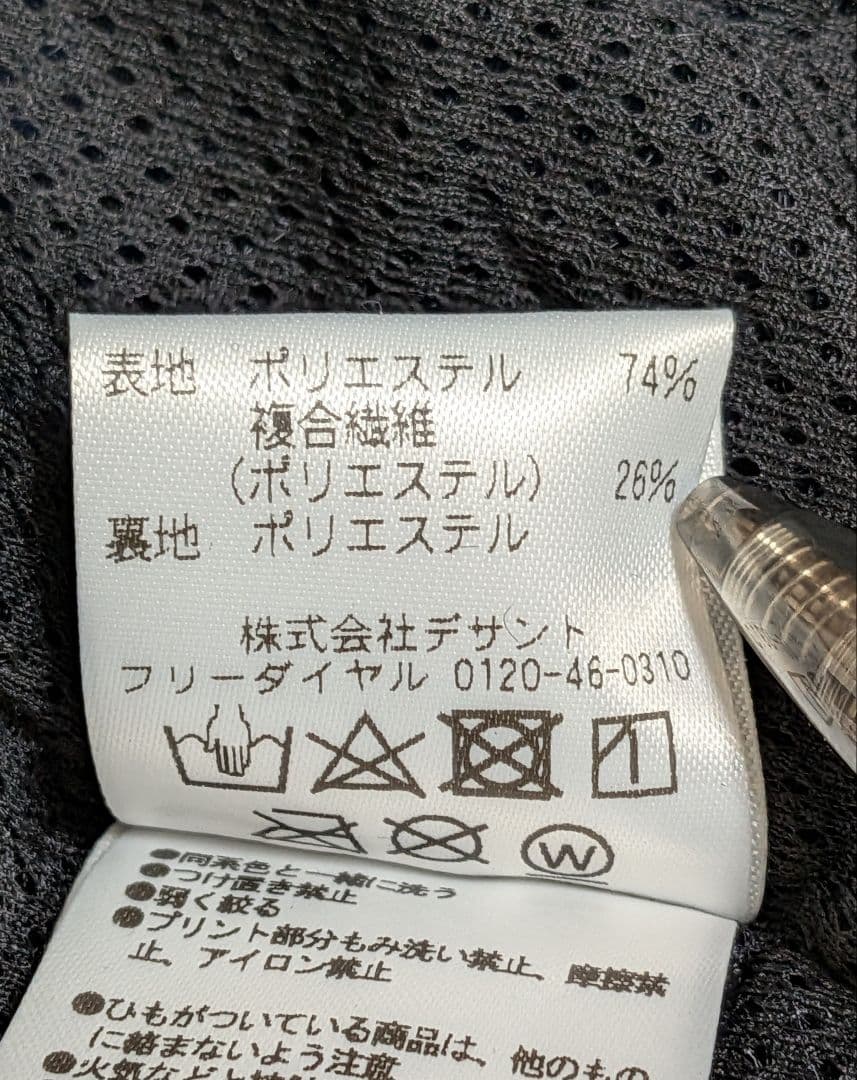 表地 ポリエステル 74%
複合繊維
(ポリエステル) 26%
裏地 ポリエステル
株式会社デサント
フリーダイヤル 0120-46-0310
W
●同系色と一緒に洗う
●つけ置き禁止
●弱く絞る
●プリント部分もみ洗い禁止、摩擦禁
止、アイロン禁止
●ひもがついている商品は、他のもの
に絡まないよう注意
●火気などと